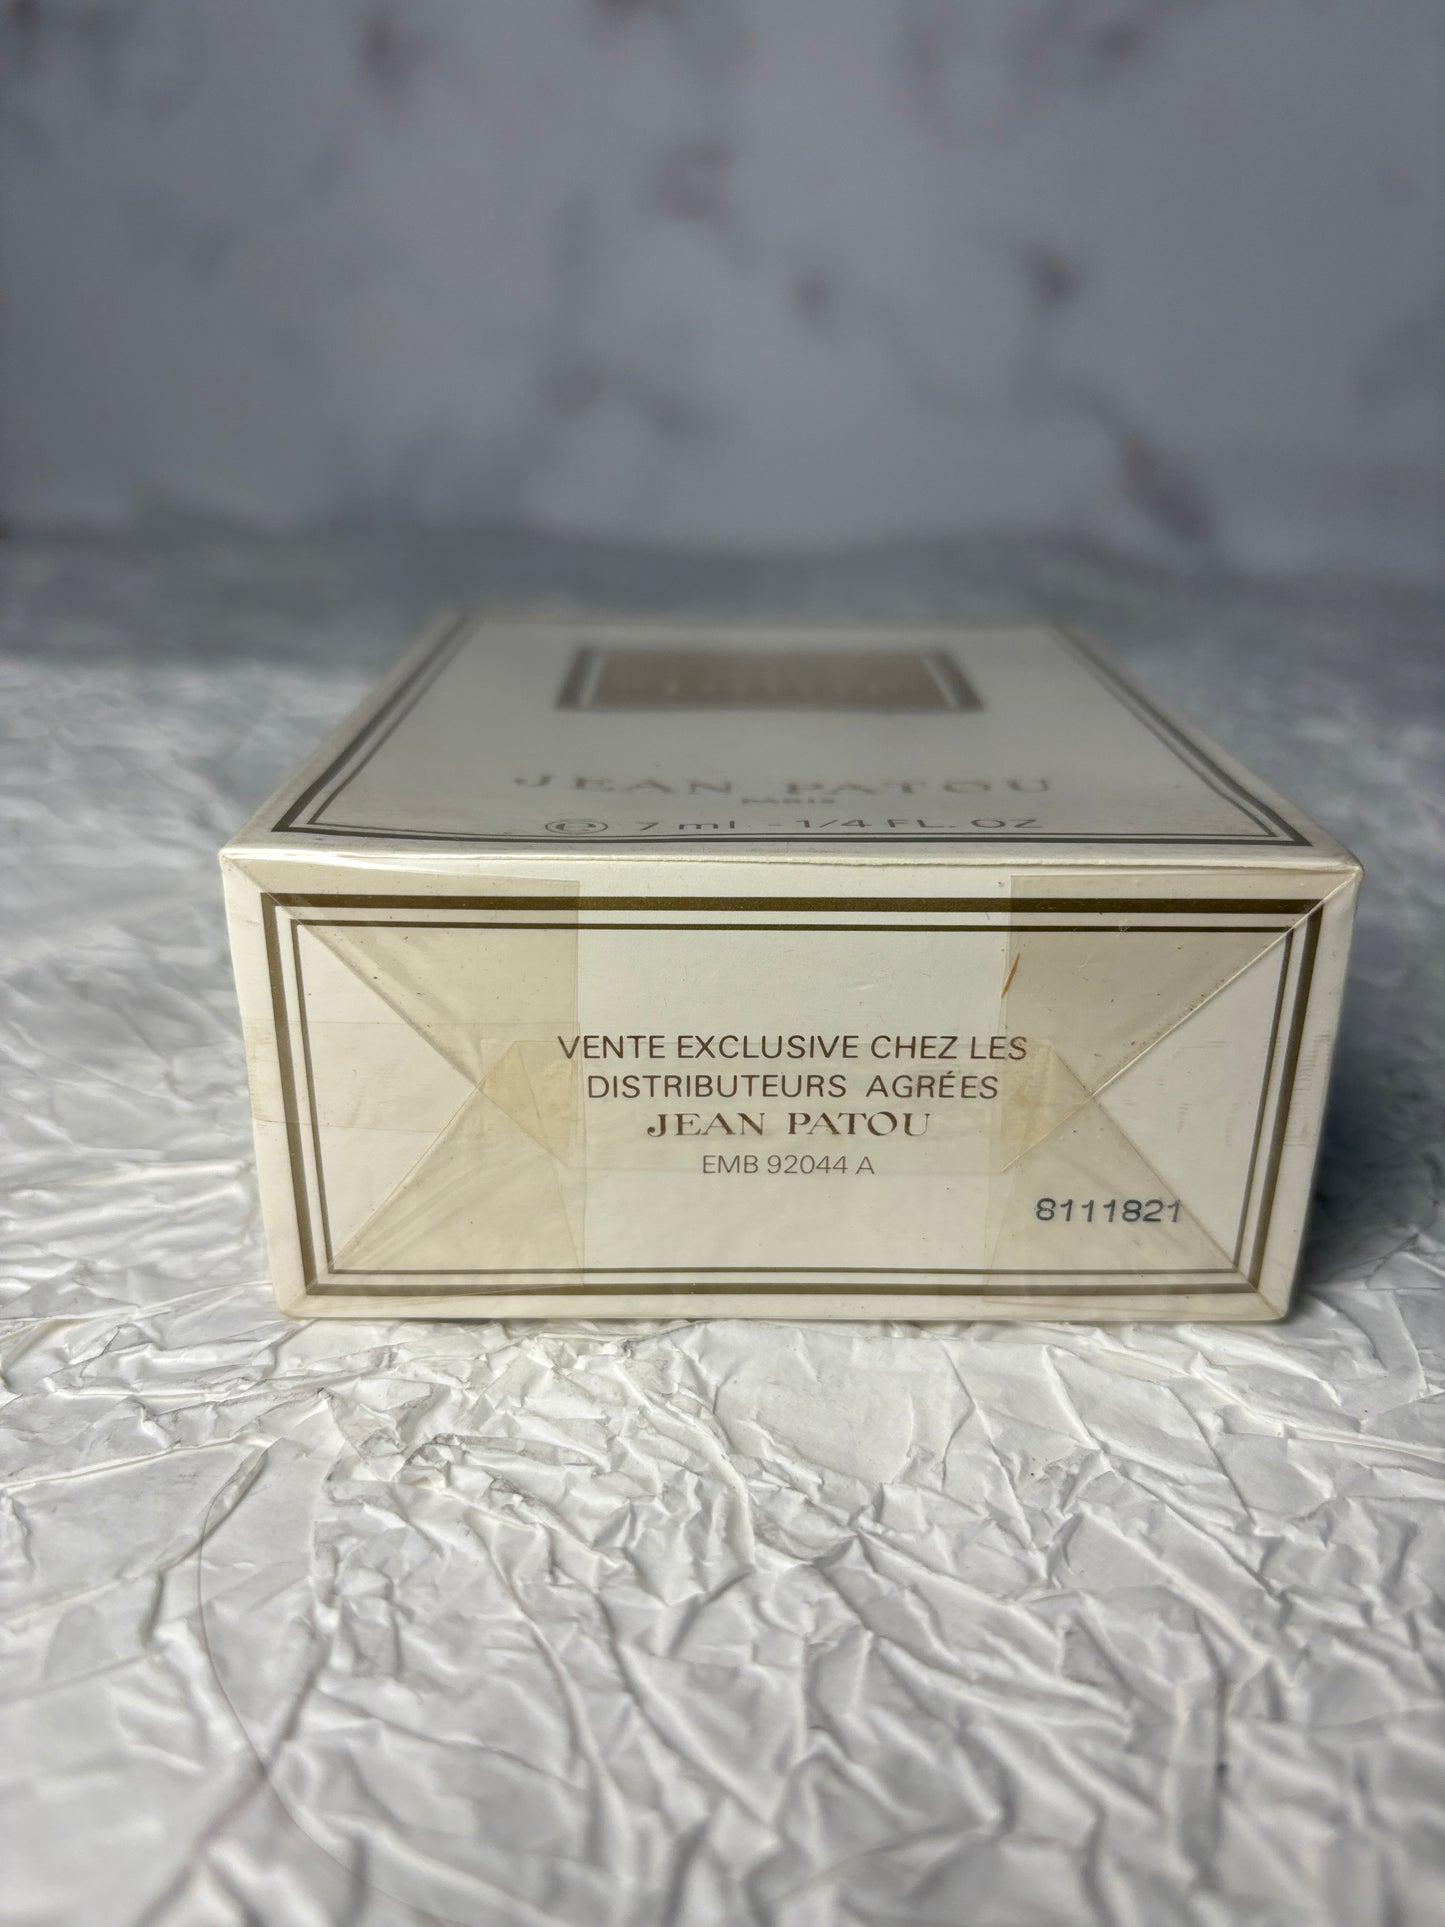 JEAN PATOU
PARIS
℮ 7 ml - 1/4 FL. OZ
VENTE EXCLUSIVE CHEZ LES
DISTRIBUTEURS AGRÉES
JEAN PATOU
EMB 92044 A
8111821